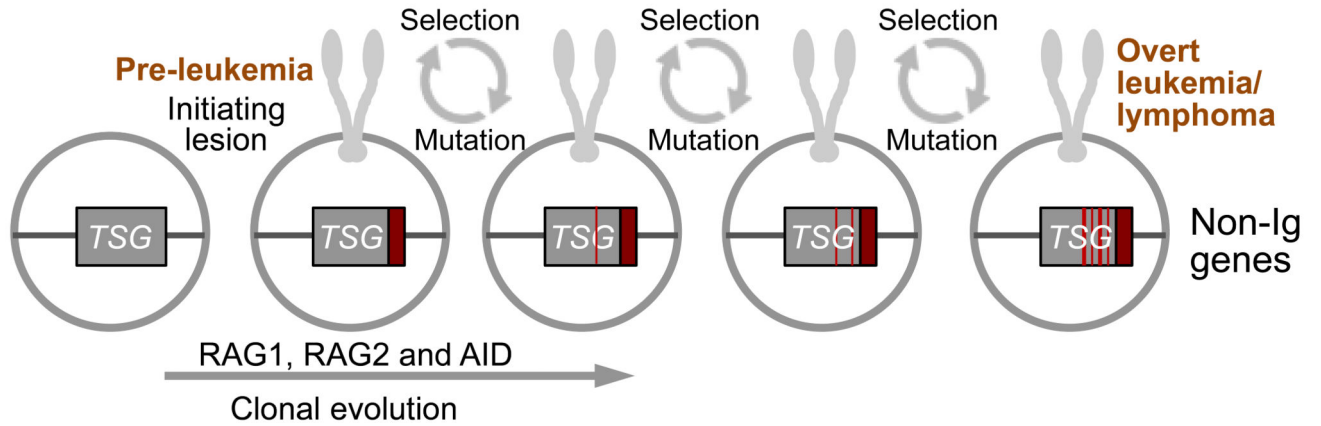 Pre-leukemia
Initiating
lesion
Selection
Mutation
Selection
Mutation
Selection
Mutation
Overt
leukemia/
lymphoma
TSG
TSG
TSG
TSG
TSG
Non-Ig
genes
RAG1, RAG2 and AID
Clonal evolution